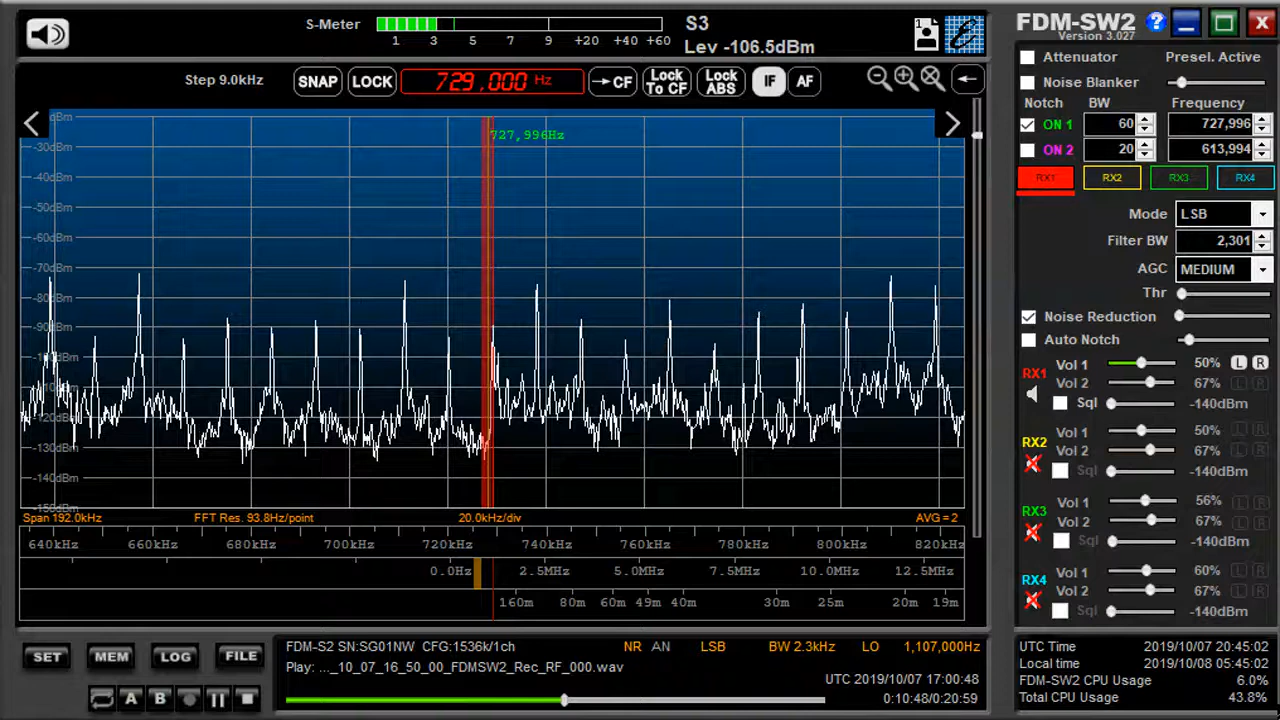 S-Meter
1 3 5 7 9 +20 +40 +60
S3
Lev -106.5dBm
1
FDM-SW2
Version 3.027
?
X
Step 9.0kHz
SNAP
LOCK
729.000 Hz
→CF
Lock To CF
Lock ABS
IF
AF
727,996Hz
dBm
-30dBm
-40dBm
-50dBm
-60dBm
-70dBm
-80dBm
-90dBm
-100dBm
-110dBm
-120dBm
-130dBm
-140dBm
-150dBm
Span 192.0kHz
FFT Res. 93.8Hz/point
20.0kHz/div
AVG = 2
640kHz 660kHz 680kHz 700kHz 720kHz 740kHz 760kHz 780kHz 800kHz 820kHz
0.0Hz 2.5MHz 5.0MHz 7.5MHz 10.0MHz 12.5MHz
160m 80m 60m 49m 40m 30m 25m 20m 19m
Attenuator
Presel. Active
Noise Blanker
Notch BW Frequency
ON 1 60 727,996
ON 2 20 613,994
RX1 RX2 RX3 RX4
Mode LSB
Filter BW 2,301
AGC MEDIUM
Thr
Noise Reduction
Auto Notch
RX1
Vol 1 50% L R
Vol 2 67% L R
Sql -140dBm
RX2
Vol 1 50% L R
Vol 2 67% L R
Sql -140dBm
RX3
Vol 1 56% L R
Vol 2 67% L R
Sql -140dBm
RX4
Vol 1 60% L R
Vol 2 67% L R
Sql -140dBm
SET
MEM
LOG
FILE
A B
FDM-S2 SN:SG01NW CFG:1536k/1ch
NR AN LSB BW 2.3kHz LO 1,107,000Hz
Play: ..._10_07_16_50_00_FDMSW2_Rec_RF_000.wav
UTC 2019/10/07 17:00:48
0:10:48/0:20:59
UTC Time 2019/10/07 20:45:02
Local time 2019/10/08 05:45:02
FDM-SW2 CPU Usage 6.0%
Total CPU Usage 43.8%